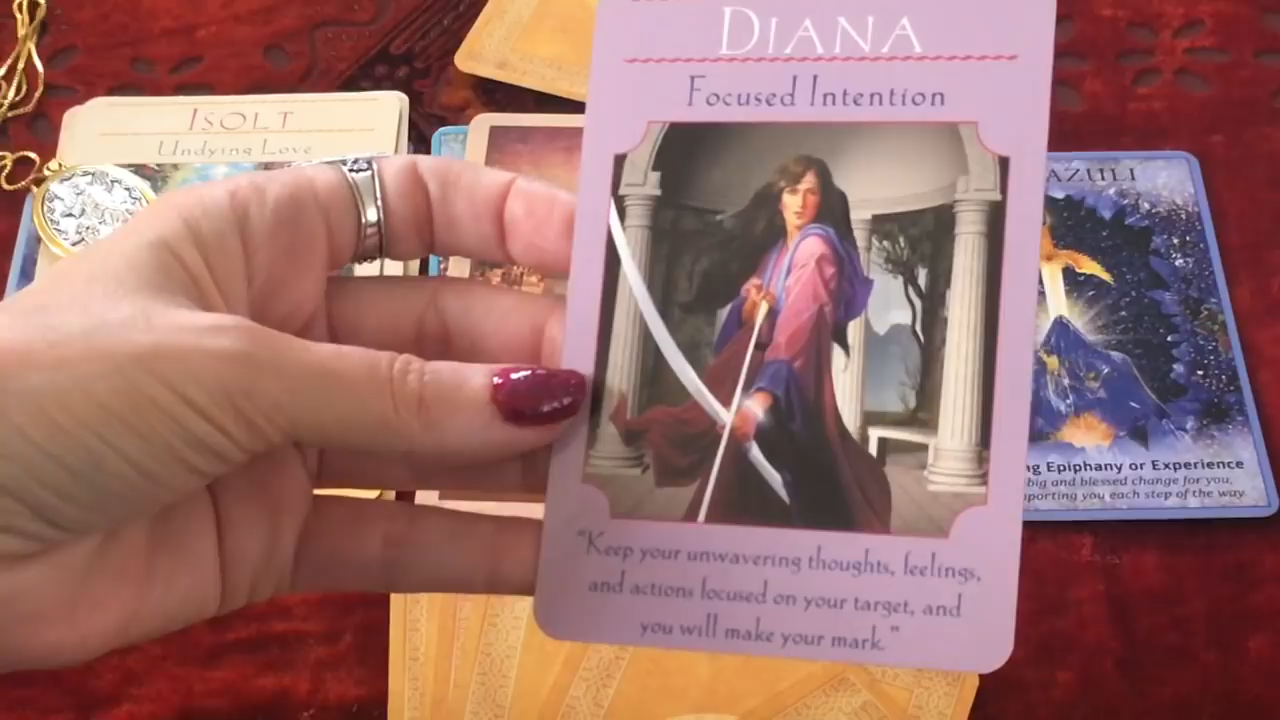 DIANA
Focused Intention
"Keep your unwavering thoughts, feelings,
and actions focused on your target, and
you will make your mark."
ISOLT
Undying Love
AZULI
ng Epiphany or Experience
big and blessed change for you,
porting you each step of the way